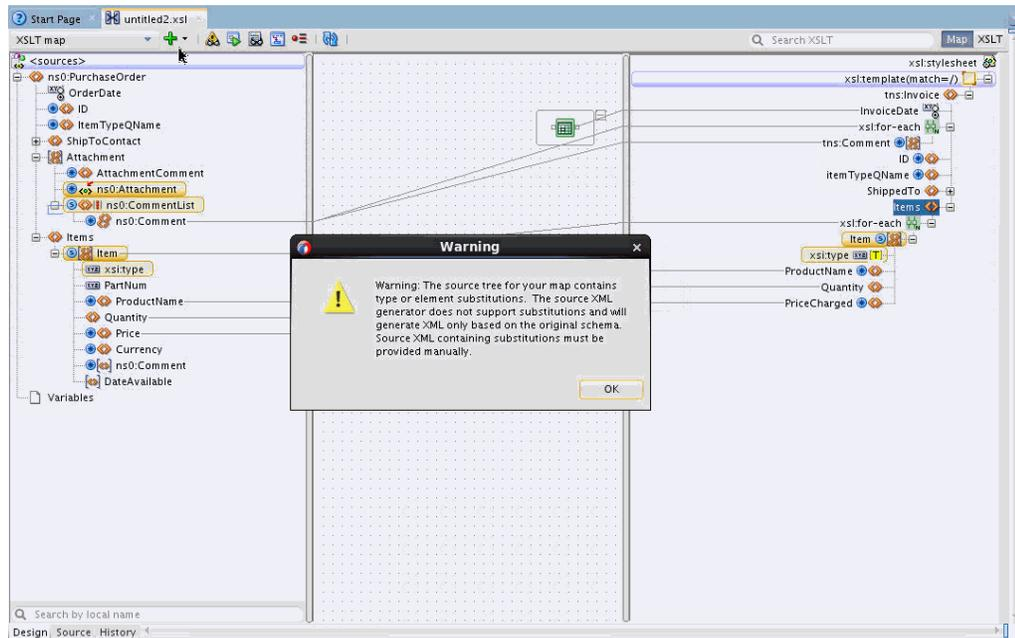 Start Page
untitled2.xsl
XSLT map
Search XSLT
Map XSLT
<sources>
ns0:PurchaseOrder
OrderDate
ID
ItemTypeQName
ShipToContact
Attachment
AttachmentComment
ns0:Attachment
ns0:CommentList
ns0:Comment
Items
Item
xsi:type
PartNum
ProductName
Quantity
Price
Currency
ns0:Comment
DateAvailable
Variables
xsl:stylesheet
xsl:template(match=/)
tns:Invoice
InvoiceDate
xsl:for-each
tns:Comment
ID
itemTypeQName
ShippedTo
Items
xsl:for-each
Item
xsi:type
ProductName
Quantity
PriceCharged
Warning
Warning: The source tree for your map contains
type or element substitutions. The source XML
generator does not support substitutions and will
generate XML only based on the original schema.
Source XML containing substitutions must be
provided manually.
OK
Search by local name
Design Source History